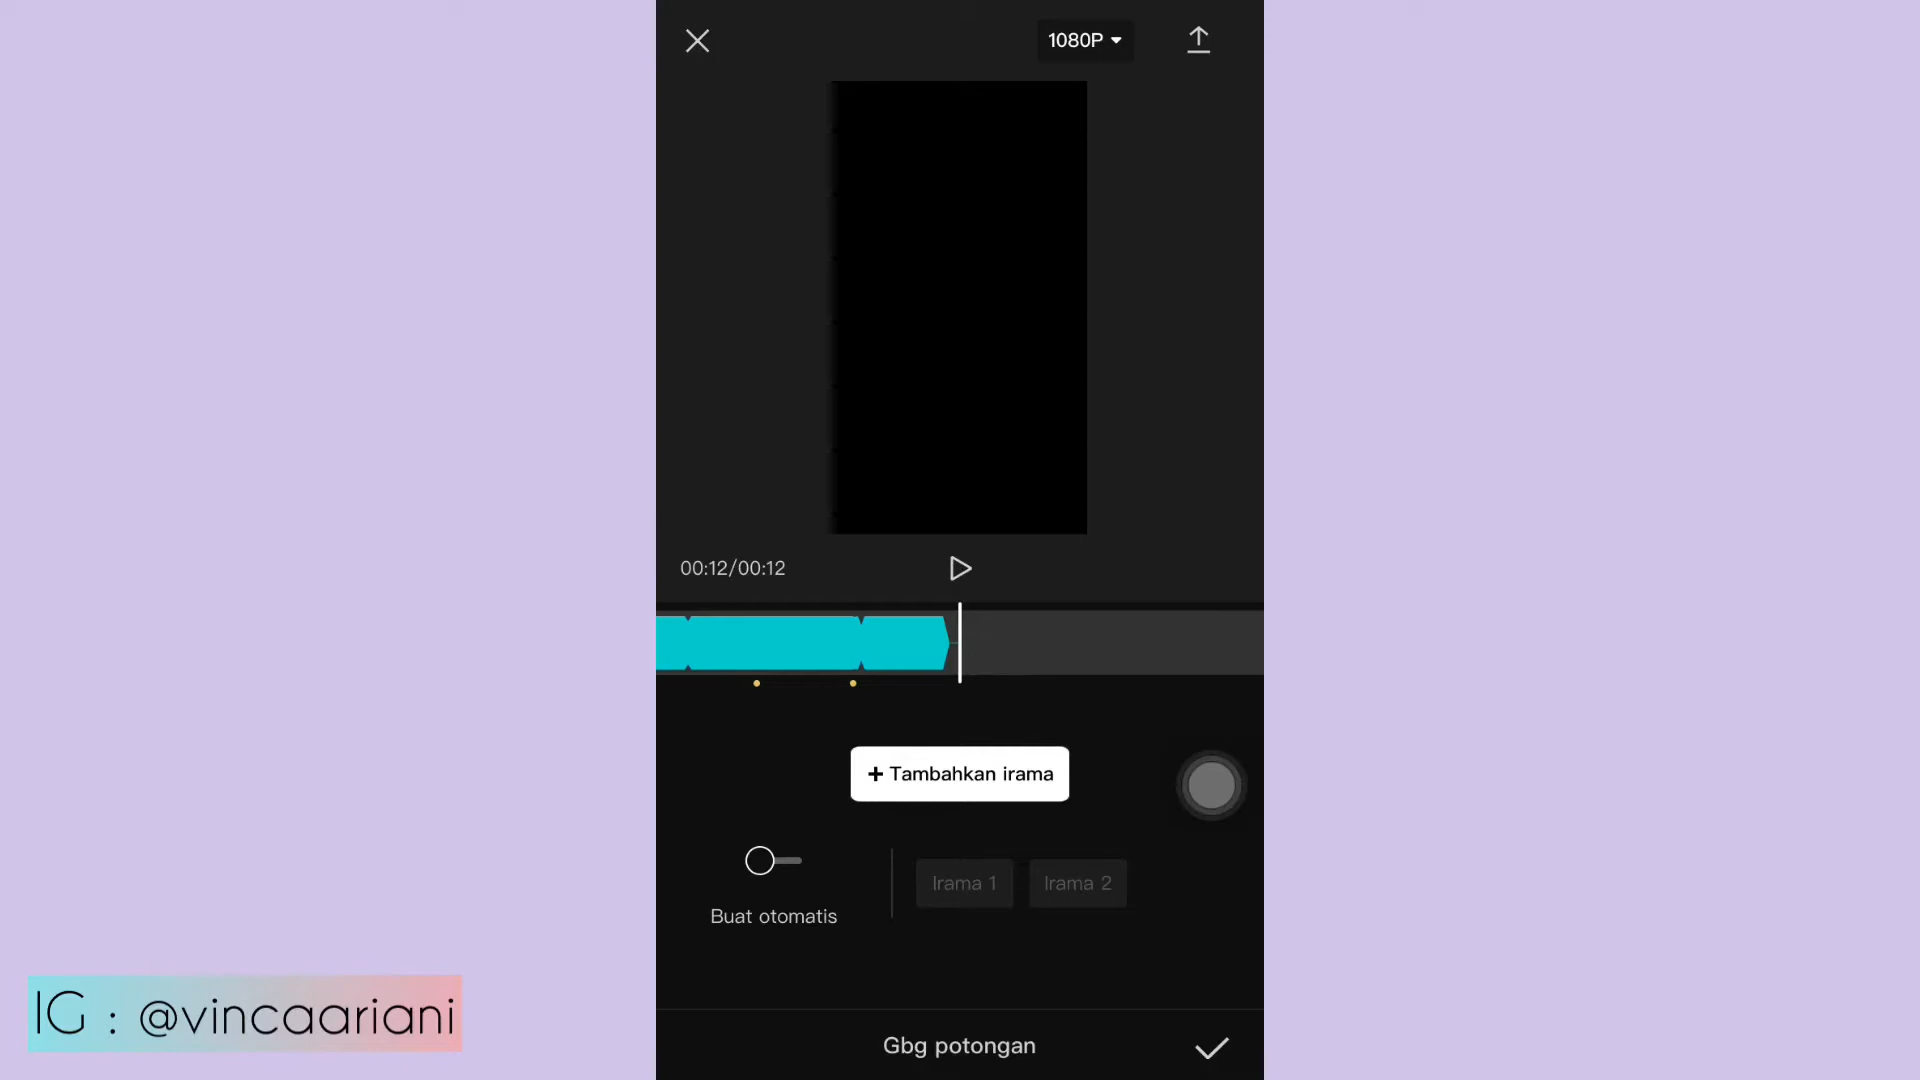 1080P
00:12/00:12
+ Tambahkan irama
Irama 1
Irama 2
Buat otomatis
IG : @vincaariani
Gbg potongan